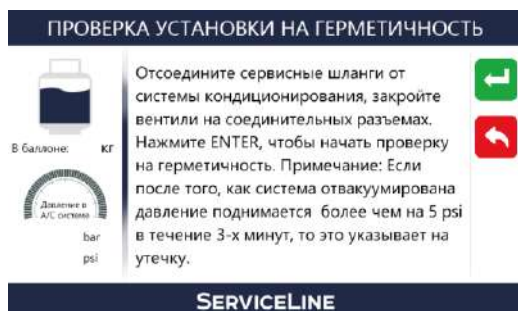 ПРОВЕРКА УСТАНОВКИ НА ГЕРМЕТИЧНОСТЬ
В баллоне: кг
Давление в
A/C системе
bar
psi
Отсоедините сервисные шланги от
системы кондиционирования, закройте
вентили на соединительных разъемах.
Нажмите ENTER, чтобы начать проверку
на герметичность. Примечание: Если
после того, как система отвакуумирована
давление поднимается более чем на 5 psi
в течение 3-х минут, то это указывает на
утечку.
SERVICELINE